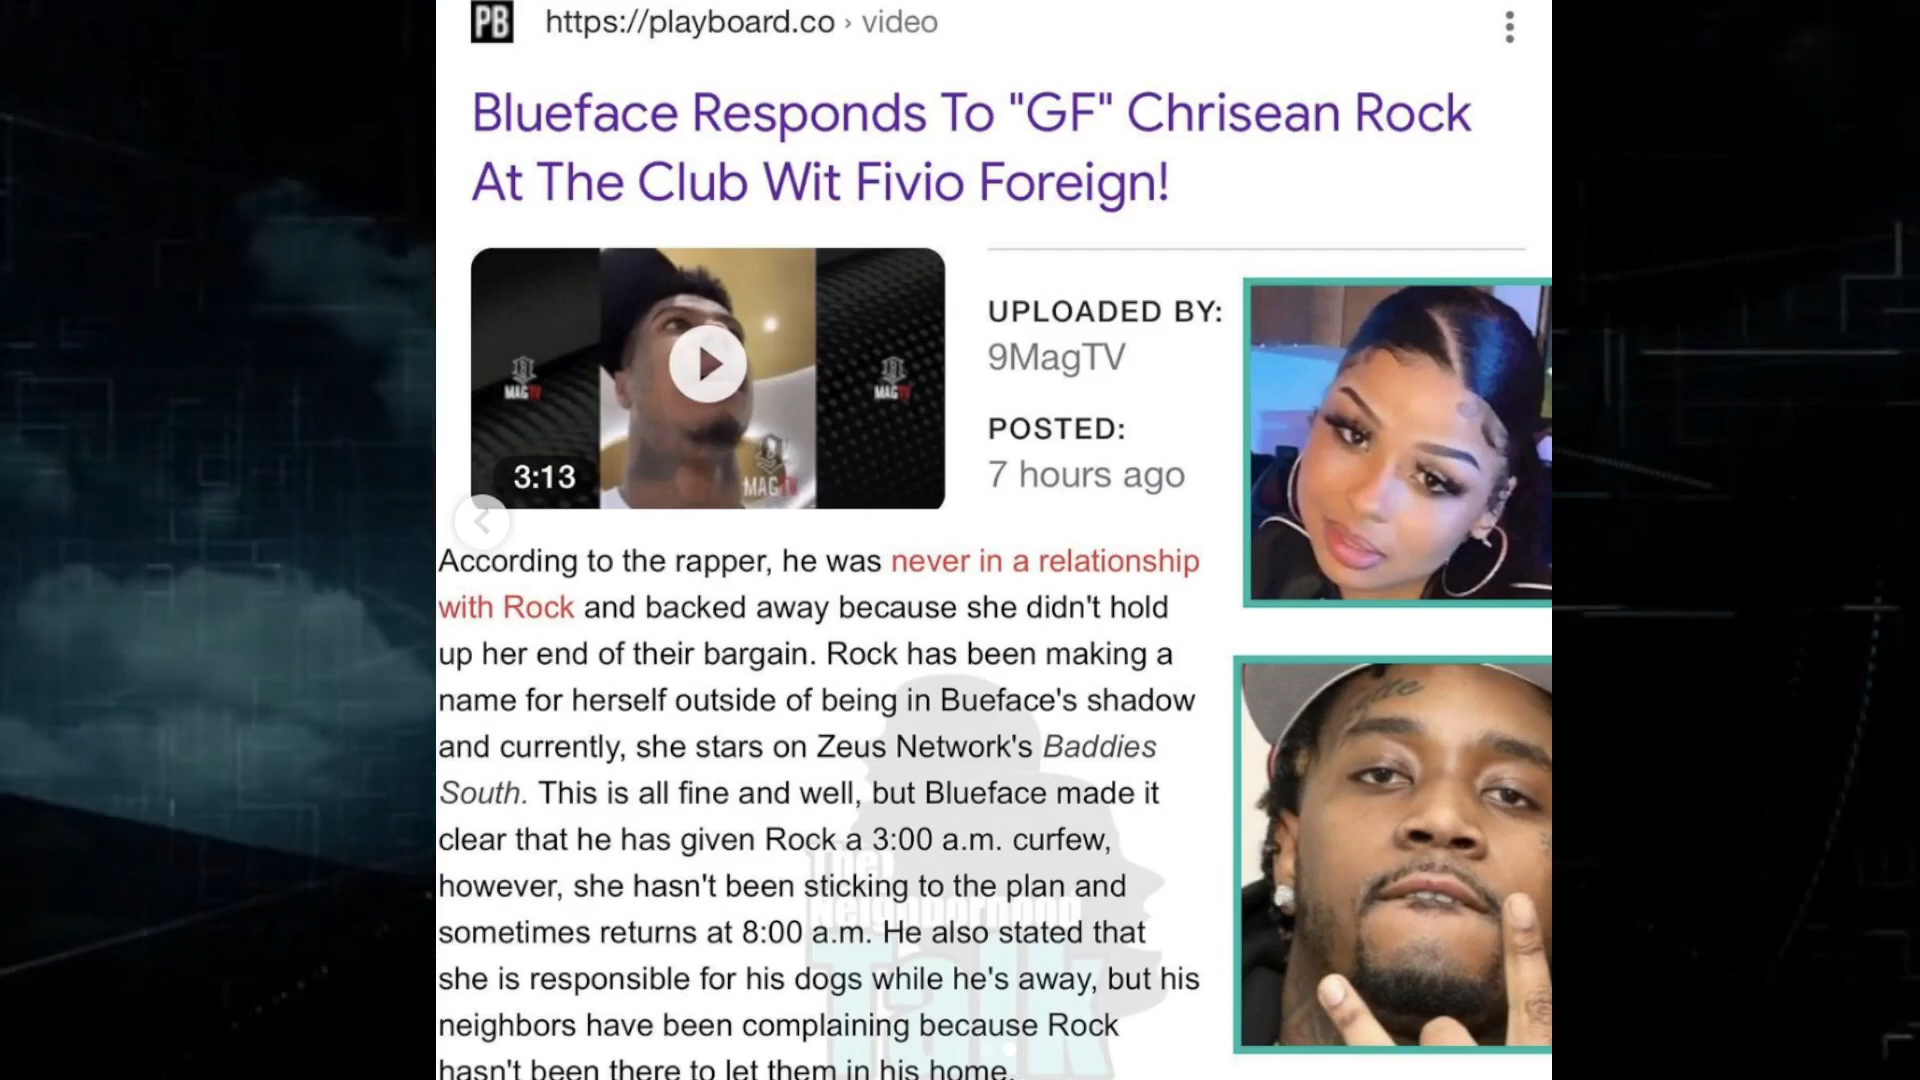 PB https://playboard.co › video
Blueface Responds To "GF" Chrisean Rock
At The Club Wit Fivio Foreign!
UPLOADED BY:
9MagTV
POSTED:
7 hours ago
MAGTV
MAGTV
MAGTV
3:13
According to the rapper, he was never in a relationship
with Rock and backed away because she didn't hold
up her end of their bargain. Rock has been making a
name for herself outside of being in Bueface's shadow
and currently, she stars on Zeus Network's Baddies
South. This is all fine and well, but Blueface made it
clear that he has given Rock a 3:00 a.m. curfew,
however, she hasn't been sticking to the plan and
sometimes returns at 8:00 a.m. He also stated that
she is responsible for his dogs while he's away, but his
neighbors have been complaining because Rock
hasn't been there to let them in his home.
The
Neighborhood
Talk